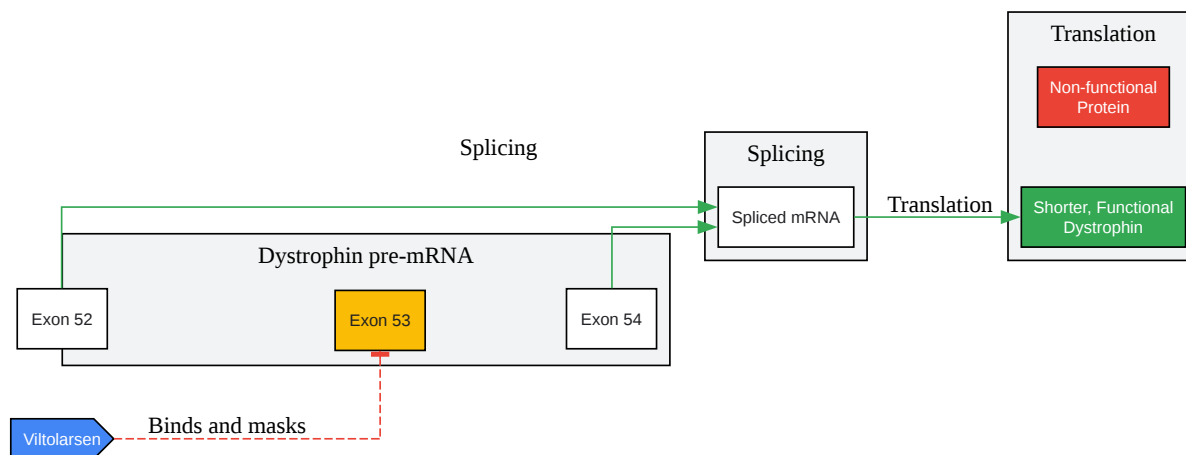 Translation
Non-functional
Protein
Splicing
Splicing
Spliced mRNA
Translation
Shorter, Functional
Dystrophin
Dystrophin pre-mRNA
Exon 52
Exon 53
Exon 54
Binds and masks
Viltolarsen